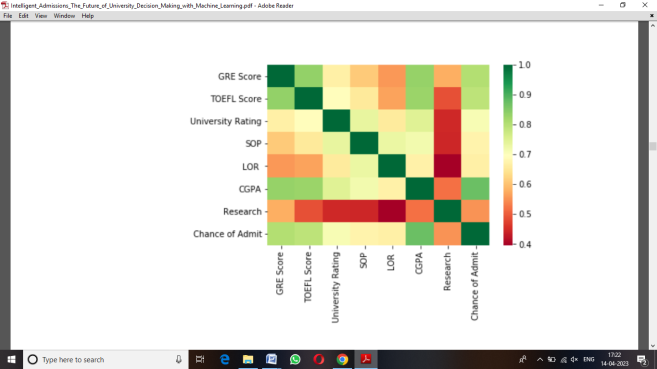 Intelligent_Admissions_The_Future_of_University_Decision_Making_with_Machine_Learning.pdf - Adobe Reader
File Edit View Window Help
GRE Score
TOEFL Score
University Rating
SOP
LOR
CGPA
Research
Chance of Admit
GRE Score
TOEFL Score
University Rating
SOP
LOR
CGPA
Research
Chance of Admit
1.0
0.9
0.8
0.7
0.6
0.5
0.4
Type here to search
ENG
17:22
14-04-2023
2